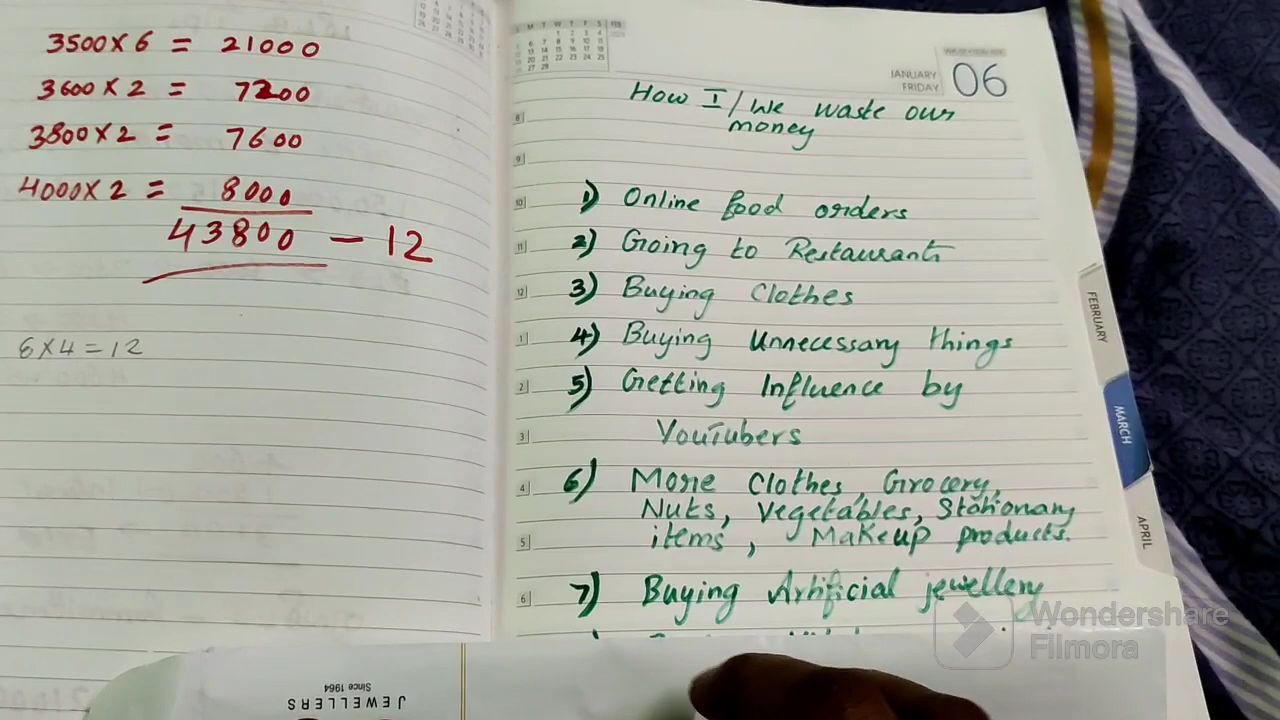 3500 X 6 = 21000
3600 X 2 = 7200
3800 X 2 = 7600
4000 X 2 = 8000
43800 — 12
6 X 4 = 12
FEB
JANUARY
FRIDAY
06
How I/We waste our
money
1) Online food orders
2) Going to Restaurants
3) Buying Clothes
4) Buying Unnecessary things
5) Getting Influence by
YouTubers
6) More Clothes, Grocery,
Nuts, Vegetables, Stationary
items, Makeup products.
7) Buying Artificial jewellery
FEBRUARY
MARCH
APRIL
JEWELLERS
Since 1964
Wondershare
Filmora